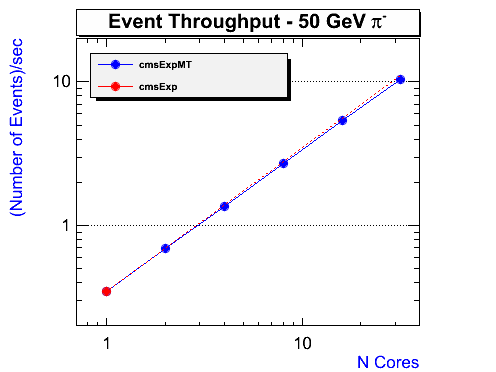 Event Throughput - 50 GeV π-
cmsExpMT
cmsExp
(Number of Events)/sec
10
1
1
10
N Cores